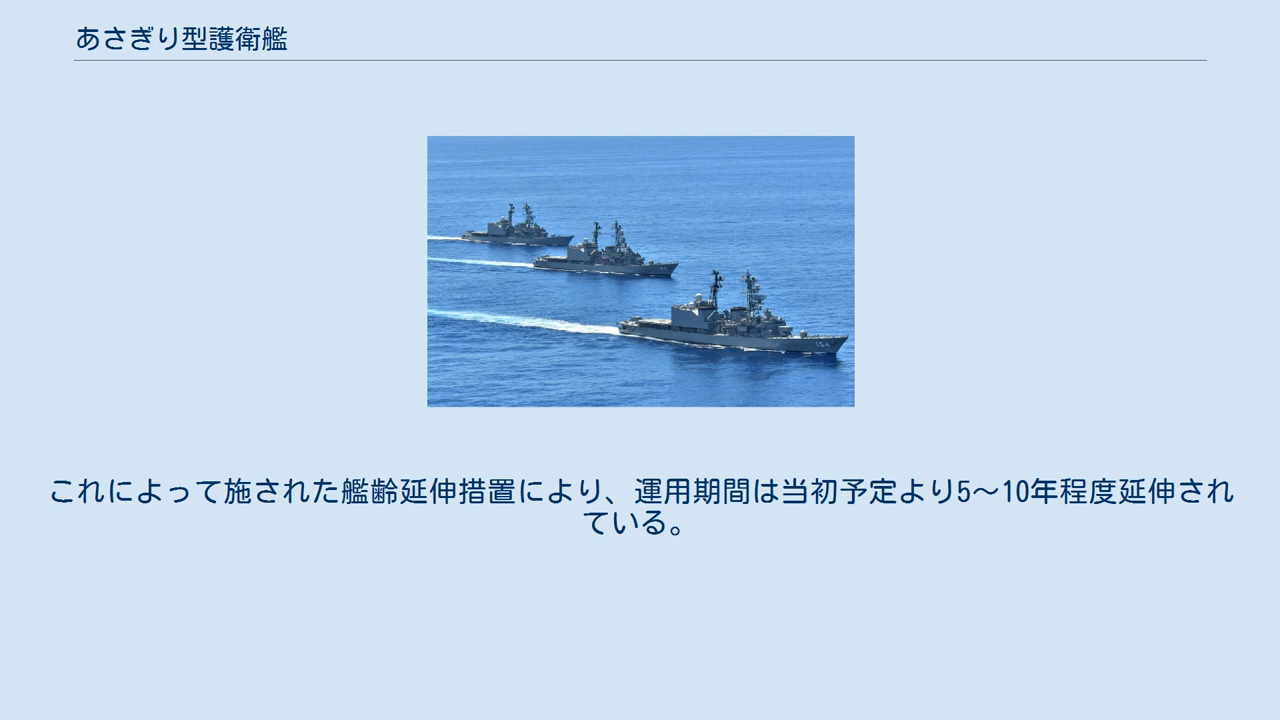 あさぎり型護衛艦
154
これによって施された艦齢延伸措置により、運用期間は当初予定より5～10年程度延伸され
ている。